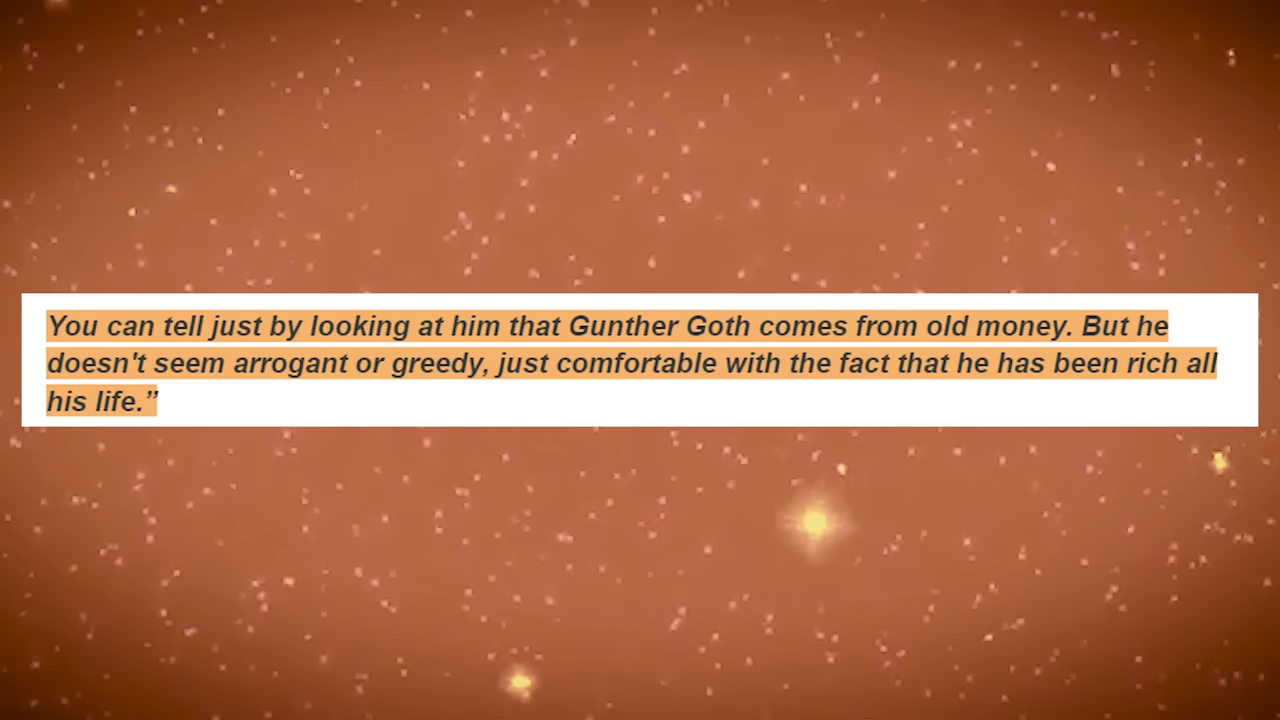 You can tell just by looking at him that Gunther Goth comes from old money. But he
doesn't seem arrogant or greedy, just comfortable with the fact that he has been rich all
his life.”